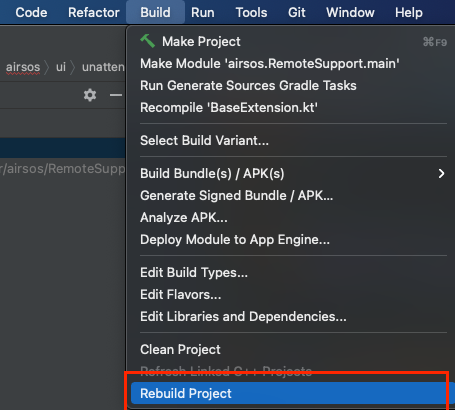 Code Refactor Build Run Tools Git Window Help
Make Project ⌘F9
airsos › ui › unatten
Make Module 'airsos.RemoteSupport.main'
Run Generate Sources Gradle Tasks
Recompile 'BaseExtension.kt'
Select Build Variant...
r/airsos/RemoteSupp
Build Bundle(s) / APK(s)
Generate Signed Bundle / APK...
Analyze APK...
Deploy Module to App Engine...
Edit Build Types...
Edit Flavors...
Edit Libraries and Dependencies...
Clean Project
Refresh Linked C++ Projects
Rebuild Project